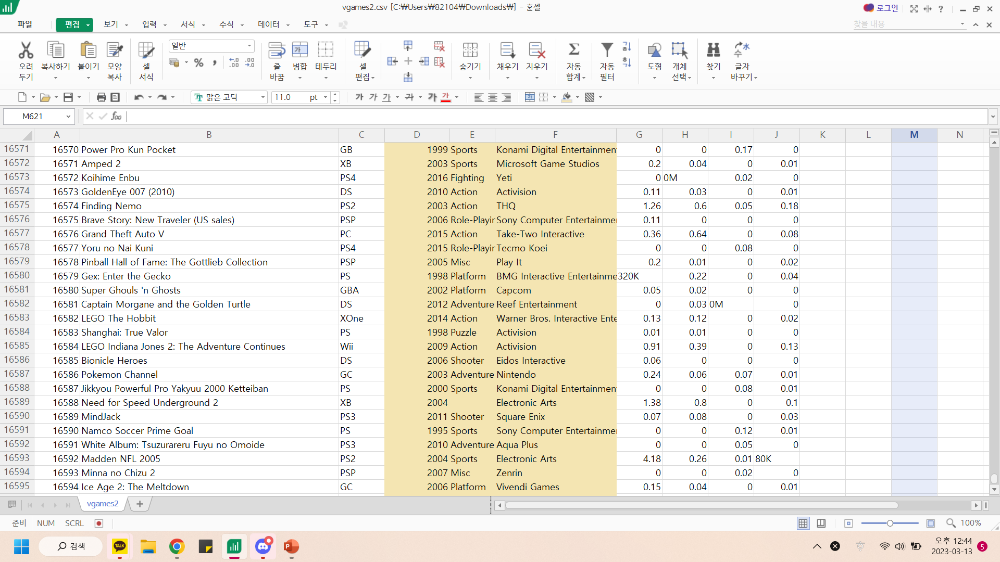 vgames2.csv [C:₩Users₩82104₩Downloads₩] - 훈셀
로그인
?
파일 편집 보기 입력 서식 수식 데이터 도구
찾을 내용
일반
오려 두기 복사하기 붙이기 모양 복사 셀 서식 % , 줄 바꿈 병합 테두리 셀 편집 숨기기 채우기 지우기 자동 합계 자동 필터 도형 개체 선택 찾기 글자 바꾸기
맑은 고딕 11.0 pt 가 가 가 가 가 가
M621
A B C D E F G H I J K L M N
16571 16570 Power Pro Kun Pocket GB 1999 Sports Konami Digital Entertainmen 0 0 0.17 0
16572 16571 Amped 2 XB 2003 Sports Microsoft Game Studios 0.2 0.04 0 0.01
16573 16572 Koihime Enbu PS4 2016 Fighting Yeti 0 0M 0.02 0
16574 16573 GoldenEye 007 (2010) DS 2010 Action Activision 0.11 0.03 0 0.01
16575 16574 Finding Nemo PS2 2003 Action THQ 1.26 0.6 0.05 0.18
16576 16575 Brave Story: New Traveler (US sales) PSP 2006 Role-Playin Sony Computer Entertainme 0.11 0 0 0
16577 16576 Grand Theft Auto V PC 2015 Action Take-Two Interactive 0.36 0.64 0 0.08
16578 16577 Yoru no Nai Kuni PS4 2015 Role-Playin Tecmo Koei 0 0 0.08 0
16579 16578 Pinball Hall of Fame: The Gottlieb Collection PSP 2005 Misc Play It 0.2 0.01 0 0.02
16580 16579 Gex: Enter the Gecko PS 1998 Platform BMG Interactive Entertainme 320K 0.22 0 0.04
16581 16580 Super Ghouls 'n Ghosts GBA 2002 Platform Capcom 0.05 0.02 0 0
16582 16581 Captain Morgane and the Golden Turtle DS 2012 Adventure Reef Entertainment 0 0.03 0M 0
16583 16582 LEGO The Hobbit XOne 2014 Action Warner Bros. Interactive Ente 0.13 0.12 0 0.02
16584 16583 Shanghai: True Valor PS 1998 Puzzle Activision 0.01 0.01 0 0
16585 16584 LEGO Indiana Jones 2: The Adventure Continues Wii 2009 Action Activision 0.91 0.39 0 0.13
16586 16585 Bionicle Heroes DS 2006 Shooter Eidos Interactive 0.06 0 0 0
16587 16586 Pokemon Channel GC 2003 Adventure Nintendo 0.24 0.06 0.07 0.01
16588 16587 Jikkyou Powerful Pro Yakyuu 2000 Ketteiban PS 2000 Sports Konami Digital Entertainmen 0 0 0.08 0.01
16589 16588 Need for Speed Underground 2 XB 2004 Electronic Arts 1.38 0.8 0 0.1
16590 16589 MindJack PS3 2011 Shooter Square Enix 0.07 0.08 0 0.03
16591 16590 Namco Soccer Prime Goal PS 1995 Sports Sony Computer Entertainme 0 0 0.12 0.01
16592 16591 White Album: Tsuzurareru Fuyu no Omoide PS3 2010 Adventure Aqua Plus 0 0 0.05 0
16593 16592 Madden NFL 2005 PS2 2004 Sports Electronic Arts 4.18 0.26 0.01 80K
16594 16593 Minna no Chizu 2 PSP 2007 Misc Zenrin 0 0 0.02 0
16595 16594 Ice Age 2: The Meltdown GC 2006 Platform Vivendi Games 0.15 0.04 0 0.01
vgames2
준비 NUM SCRL 100%
검색 TALK P 오후 12:44
2023-03-13 5